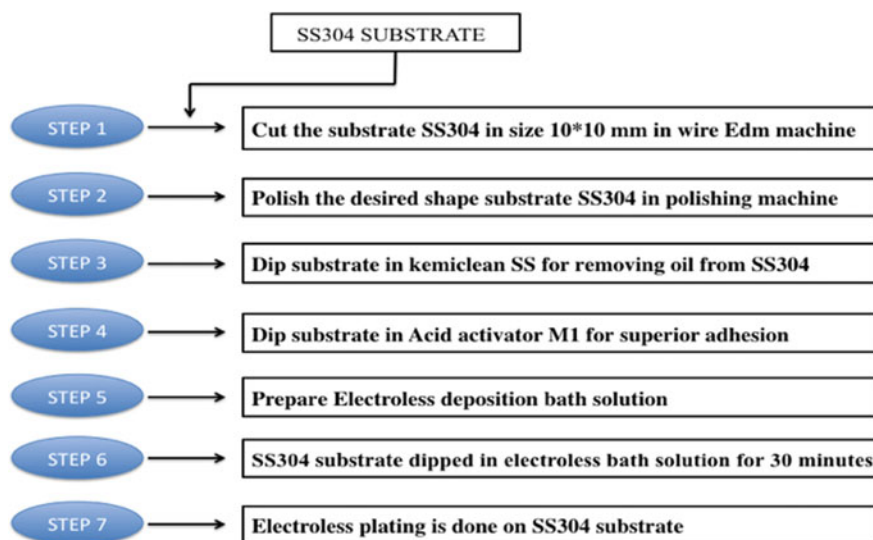 SS304 SUBSTRATE
STEP 1
Cut the substrate SS304 in size 10*10 mm in wire Edm machine
STEP 2
Polish the desired shape substrate SS304 in polishing machine
STEP 3
Dip substrate in kemiclean SS for removing oil from SS304
STEP 4
Dip substrate in Acid activator M1 for superior adhesion
STEP 5
Prepare Electroless deposition bath solution
STEP 6
SS304 substrate dipped in electroless bath solution for 30 minutes
STEP 7
Electroless plating is done on SS304 substrate